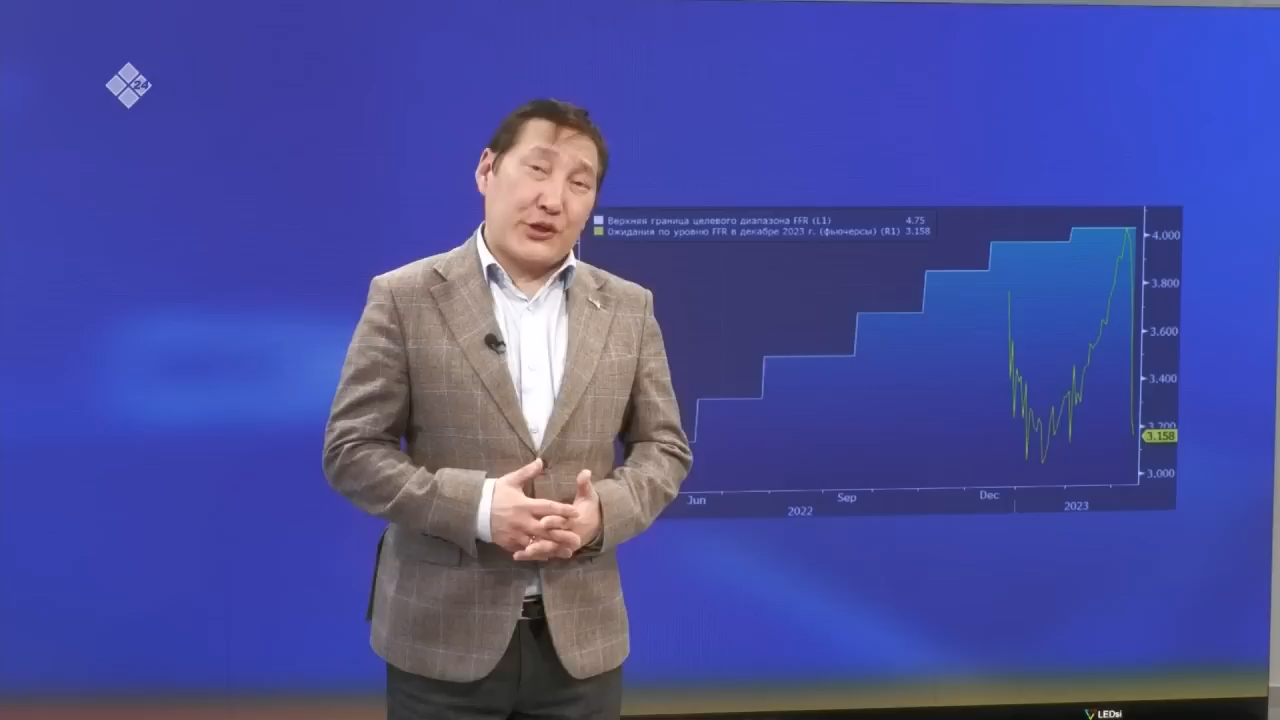 24
Верхняя граница целевого диапазона FFR (L1) 4.75
Ожидания по уровню FFR в декабре 2023 г. (фьючерсы) (R1) 3.158
4.000
3.800
3.600
3.400
3.200
3.158
3.000
Jun Sep Dec
2022 2023
LEDsi